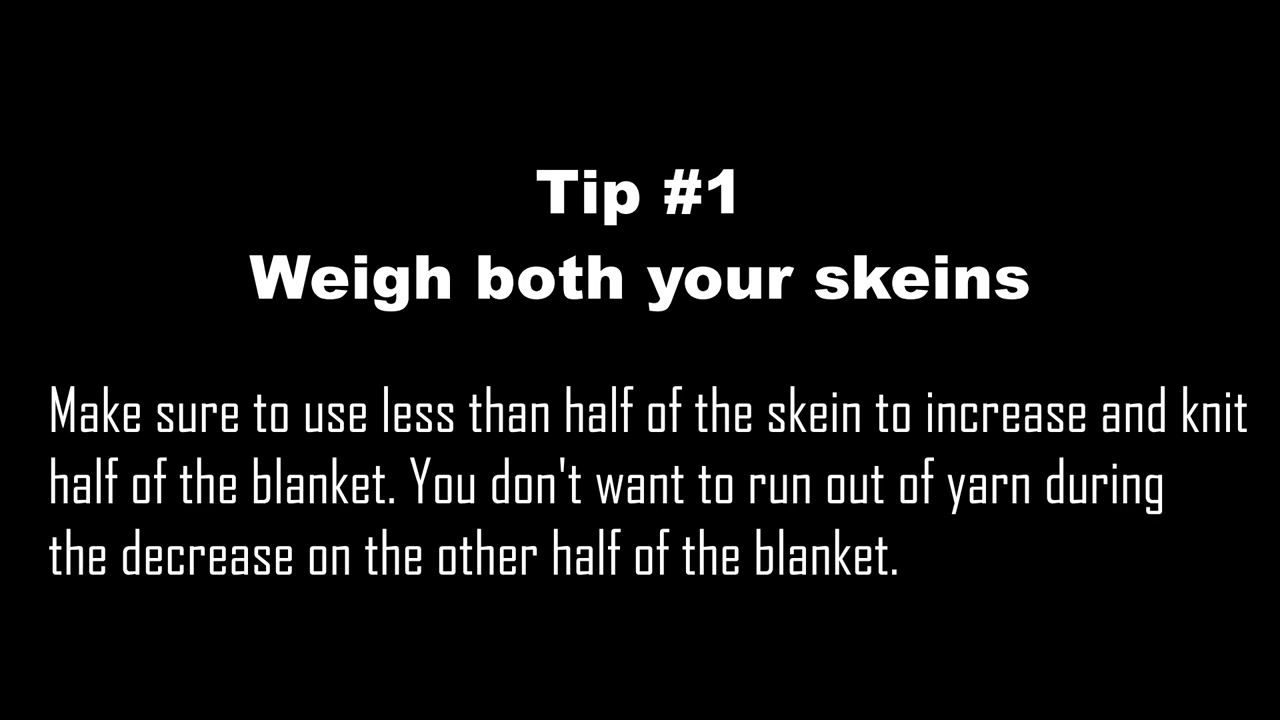 Tip #1
Weigh both your skeins
Make sure to use less than half of the skein to increase and knit
half of the blanket. You don't want to run out of yarn during
the decrease on the other half of the blanket.